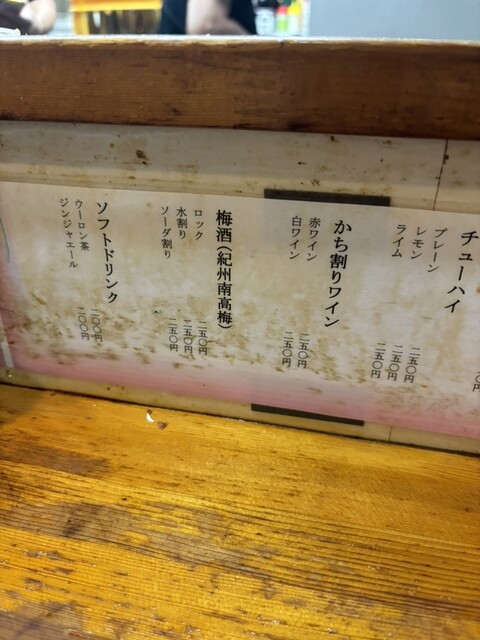 チューハイ
プレーン 二五〇円
レモン 二五〇円
ライム 二五〇円
かち割りワイン
赤ワイン 二五〇円
白ワイン 二五〇円
梅酒(紀州南高梅)
ロック 二五〇円
水割り 二五〇円
ソーダ割り 二五〇円
ソフトドリンク
ウーロン茶 二〇〇円
ジンジャエール 二〇〇円